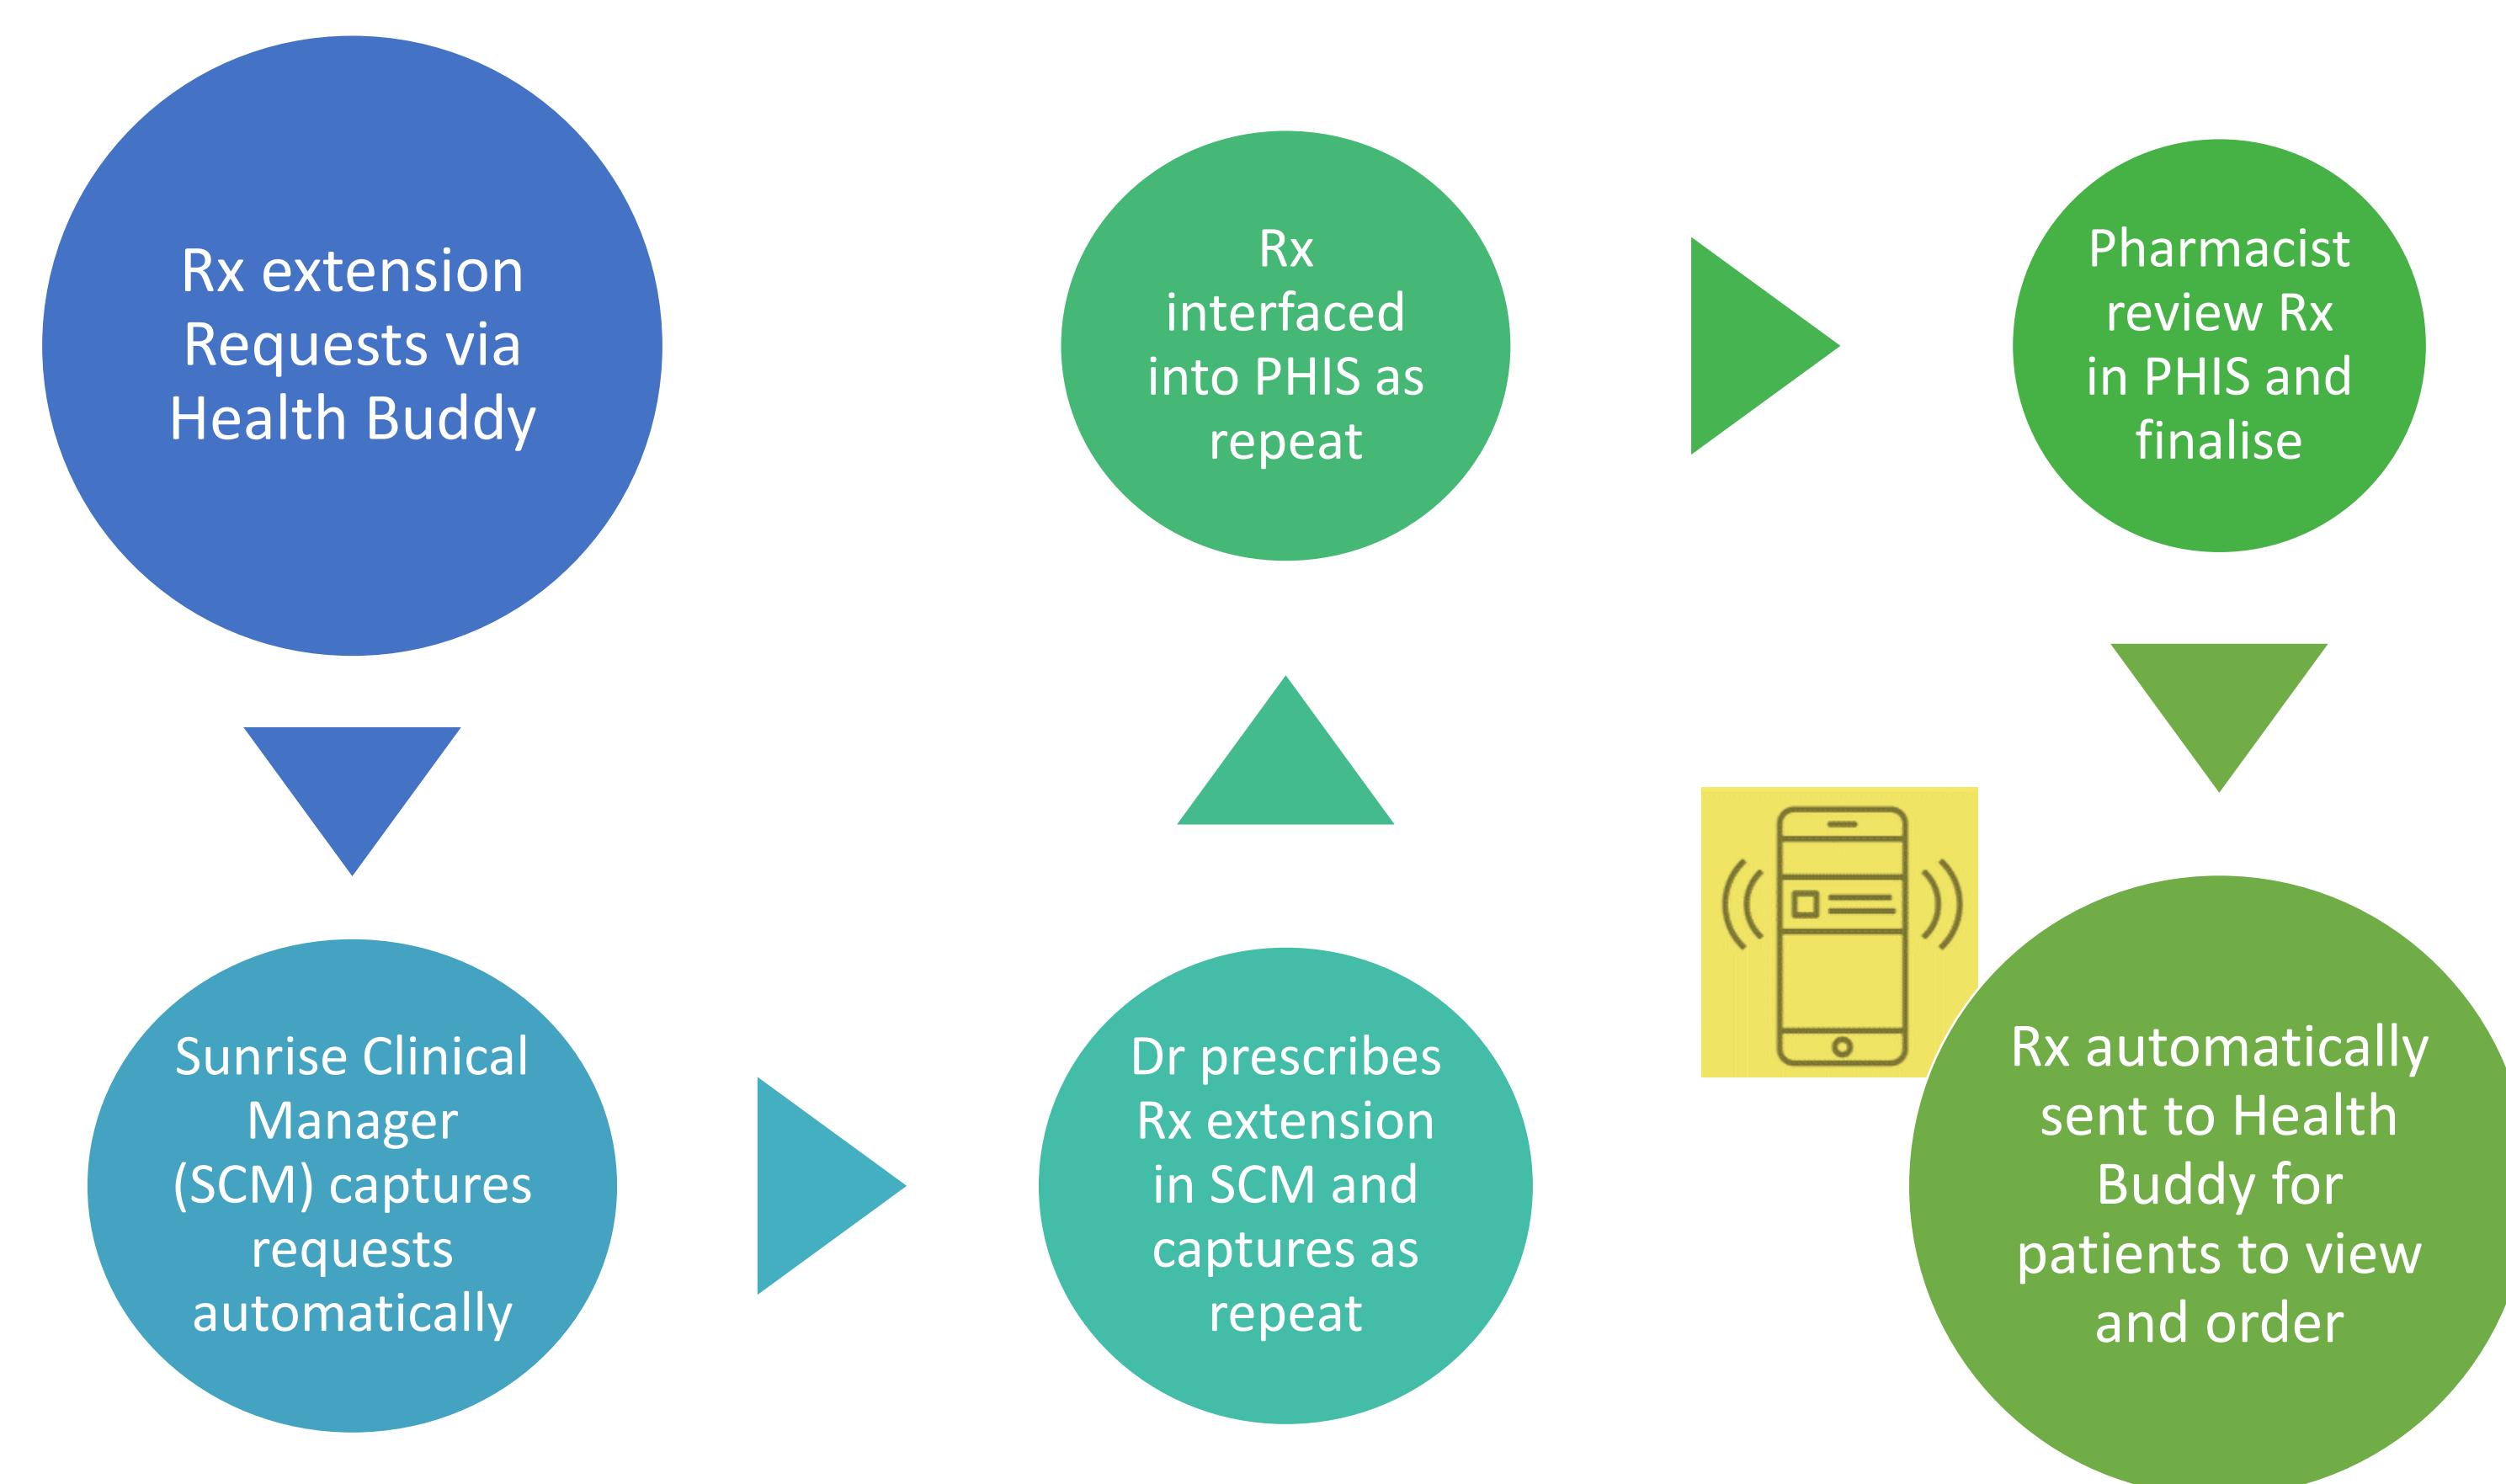 Rx extension
Requests via
Health Buddy
Sunrise Clinical
Manager
(SCM) captures
requests
automatically
Dr prescribes
Rx extension
in SCM and
captures as
repeat
Rx
interfaced
into PHIS as
repeat
Pharmacist
review Rx
in PHIS and
finalise
Rx automatically
sent to Health
Buddy for
patients to view
and order